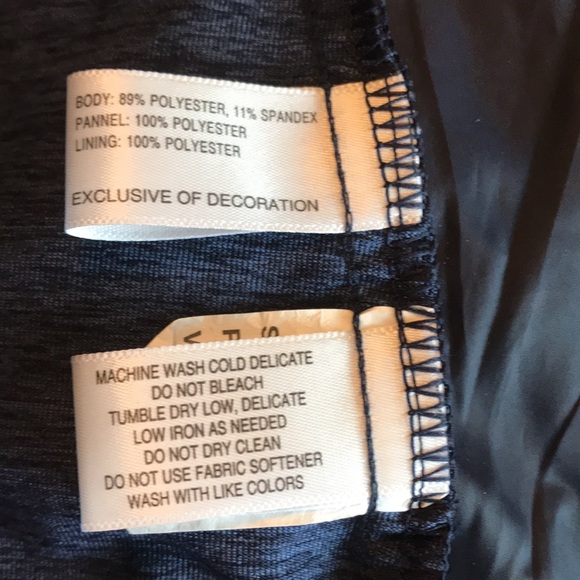 BODY: 89% POLYESTER, 11% SPANDEX
PANNEL: 100% POLYESTER
LINING: 100% POLYESTER
EXCLUSIVE OF DECORATION
MACHINE WASH COLD DELICATE
DO NOT BLEACH
TUMBLE DRY LOW, DELICATE
LOW IRON AS NEEDED
DO NOT DRY CLEAN
DO NOT USE FABRIC SOFTENER
WASH WITH LIKE COLORS